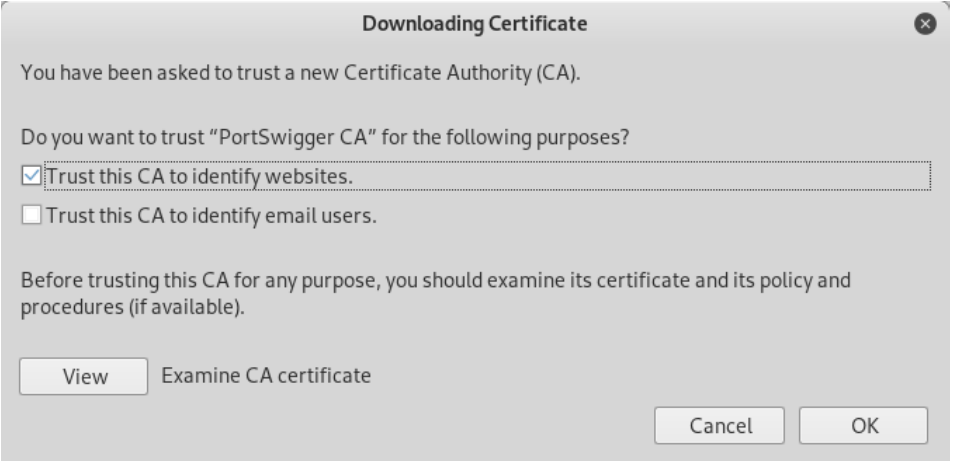 Downloading Certificate
You have been asked to trust a new Certificate Authority (CA).
Do you want to trust “PortSwigger CA” for the following purposes?
Trust this CA to identify websites.
Trust this CA to identify email users.
Before trusting this CA for any purpose, you should examine its certificate and its policy and
procedures (if available).
View Examine CA certificate
Cancel OK